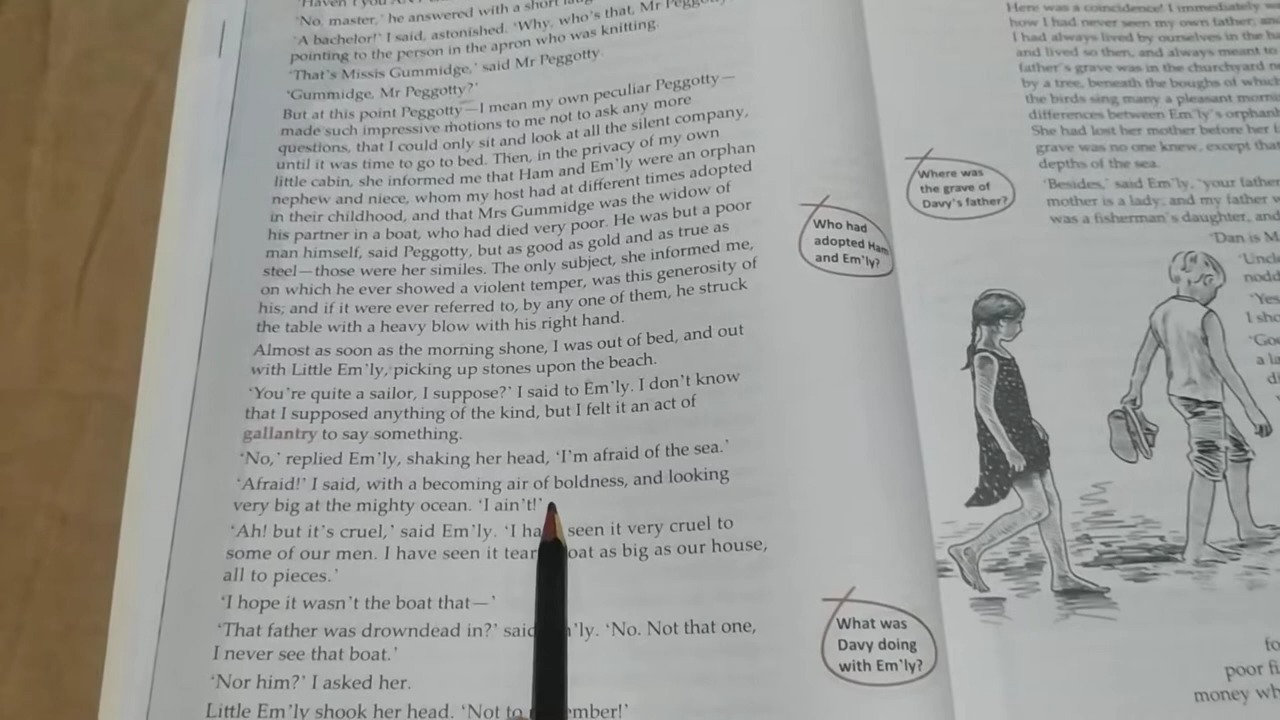 'Haven't you
'No, master,' he answered with a short
'A bachelor!' I said, astonished. 'Why, who's that, Mr Peggotty
pointing to the person in the apron who was knitting.
'That's Missis Gummidge,' said Mr Peggotty.
'Gummidge, Mr Peggotty?'
But at this point Peggotty—I mean my own peculiar Peggotty—
made such impressive motions to me not to ask any more
questions, that I could only sit and look at all the silent company,
until it was time to go to bed. Then, in the privacy of my own
little cabin, she informed me that Ham and Em'ly were an orphan
nephew and niece, whom my host had at different times adopted
in their childhood, and that Mrs Gummidge was the widow of
his partner in a boat, who had died very poor. He was but a poor
man himself, said Peggotty, but as good as gold and as true as
steel—those were her similes. The only subject, she informed me,
on which he ever showed a violent temper, was this generosity of
his; and if it were ever referred to, by any one of them, he struck
the table with a heavy blow with his right hand.
Almost as soon as the morning shone, I was out of bed, and out
with Little Em'ly, picking up stones upon the beach.
'You're quite a sailor, I suppose?' I said to Em'ly. I don't know
that I supposed anything of the kind, but I felt it an act of
gallantry to say something.
'No,' replied Em'ly, shaking her head, 'I'm afraid of the sea.'
'Afraid!' I said, with a becoming air of boldness, and looking
very big at the mighty ocean. 'I ain't!'
'Ah! but it's cruel,' said Em'ly. 'I ha seen it very cruel to
some of our men. I have seen it tear oat as big as our house,
all to pieces.'
'I hope it wasn't the boat that—'
'That father was drowndead in?' said 'ly. 'No. Not that one,
I never see that boat.'
'Nor him?' I asked her.
Little Em'ly shook her head. 'Not to ember!'
Who had
adopted Ham
and Em'ly?
What was
Davy doing
with Em'ly?
Here was a coincidence! I immediately
how I had never seen my own father; and
I had always lived by ourselves in the
and lived so then, and always meant to
father's grave was in the churchyard
by a tree, beneath the boughs of which
the birds sing many a pleasant
differences between Em'ly's
She had lost her mother before her
grave was no one knew, except that
depths of the sea.
'Besides,' said Em'ly, 'your father
mother is a lady; and my father
was a fisherman's daughter, and
'Dan is
'Uncl
nodd
'Yes
I sho
'Goo
a la
di
Where was
the grave of
Davy's father?
fo
poor fi
money wh